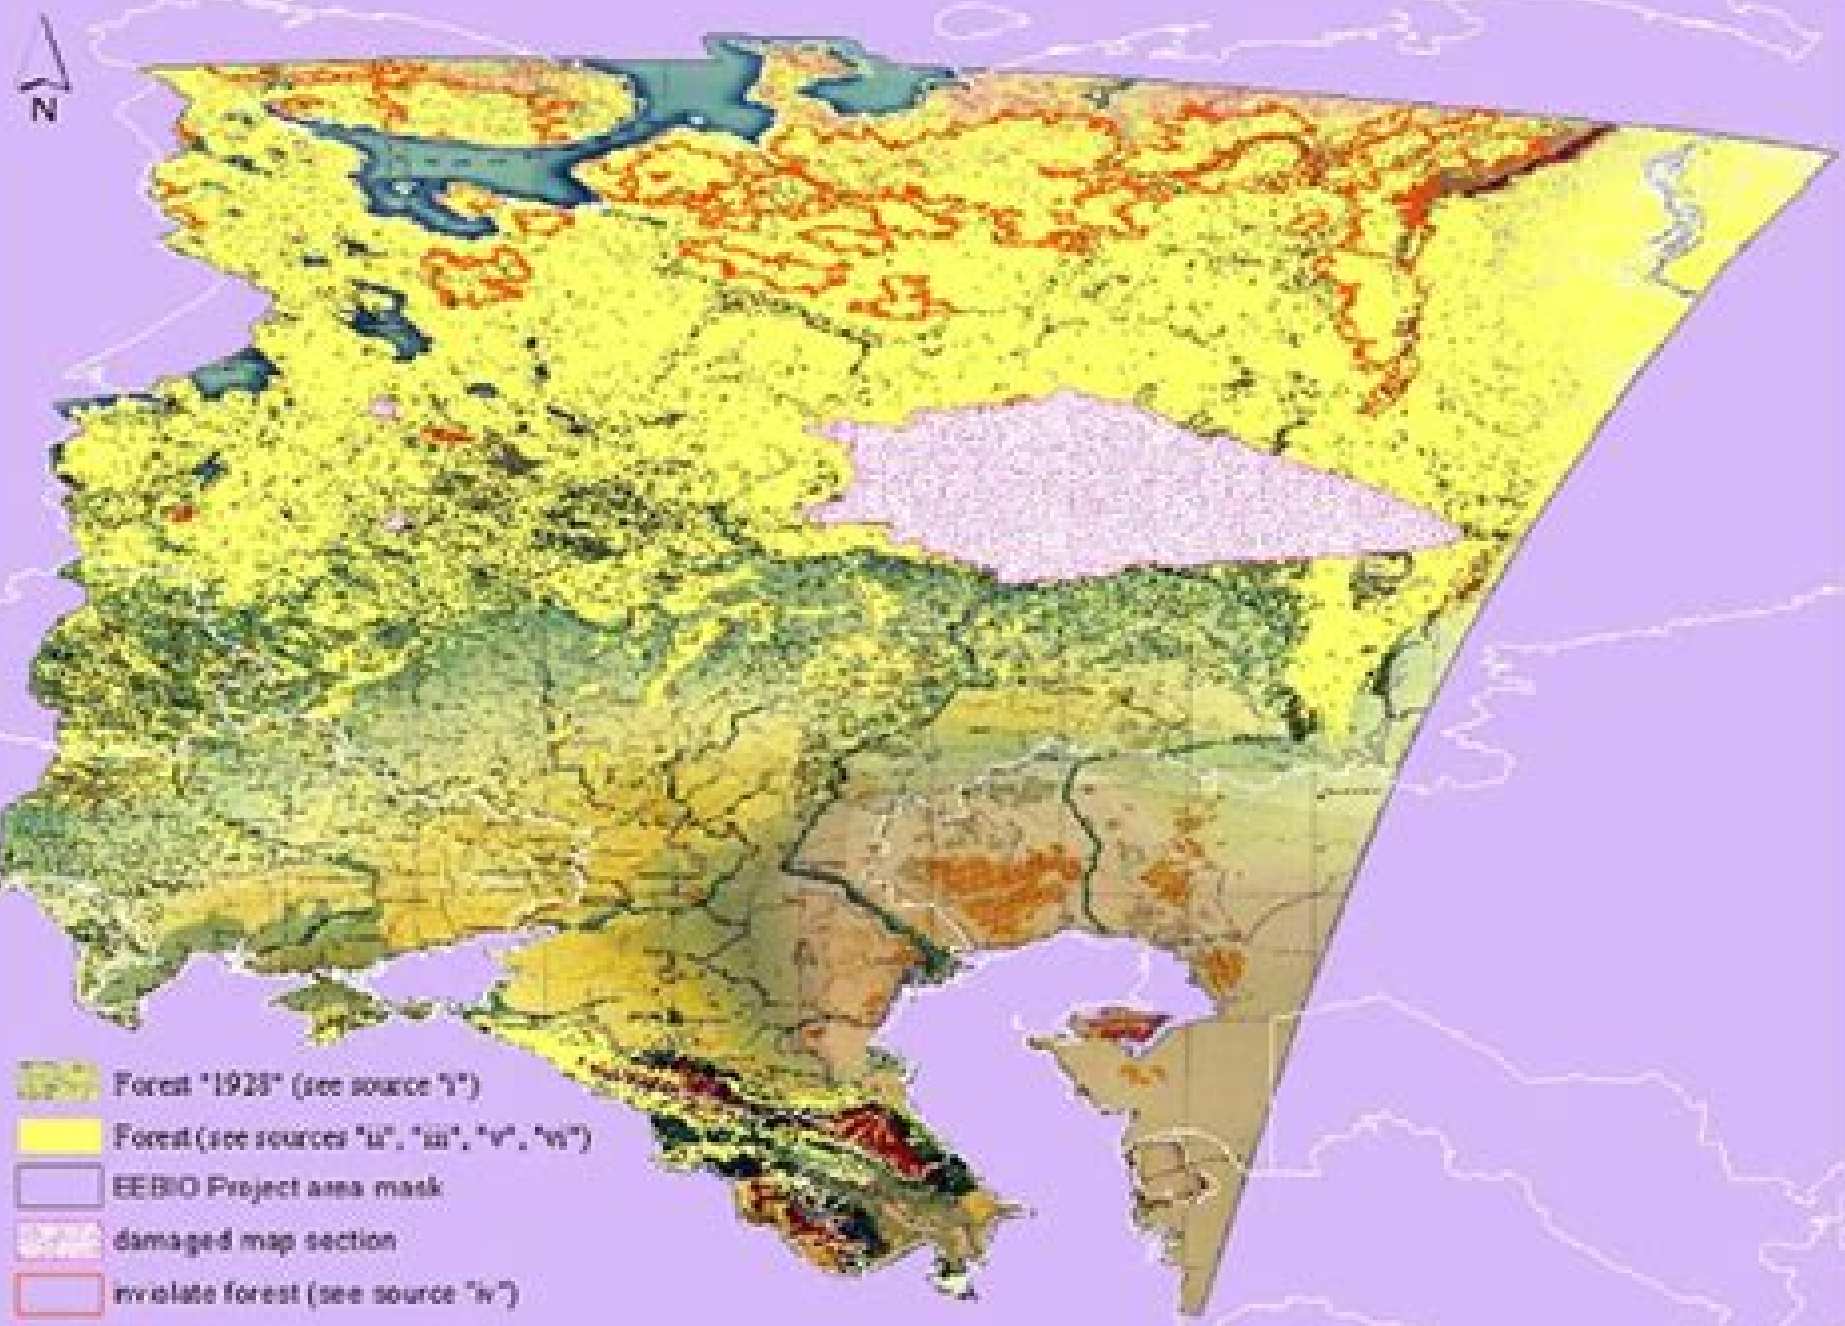 N
Forest "1928" (see source "i")
Forest (see sources "ii", "iii", "v", "vi")
EEBIO Project area mask
damaged map section
inviolate forest (see source "iv")